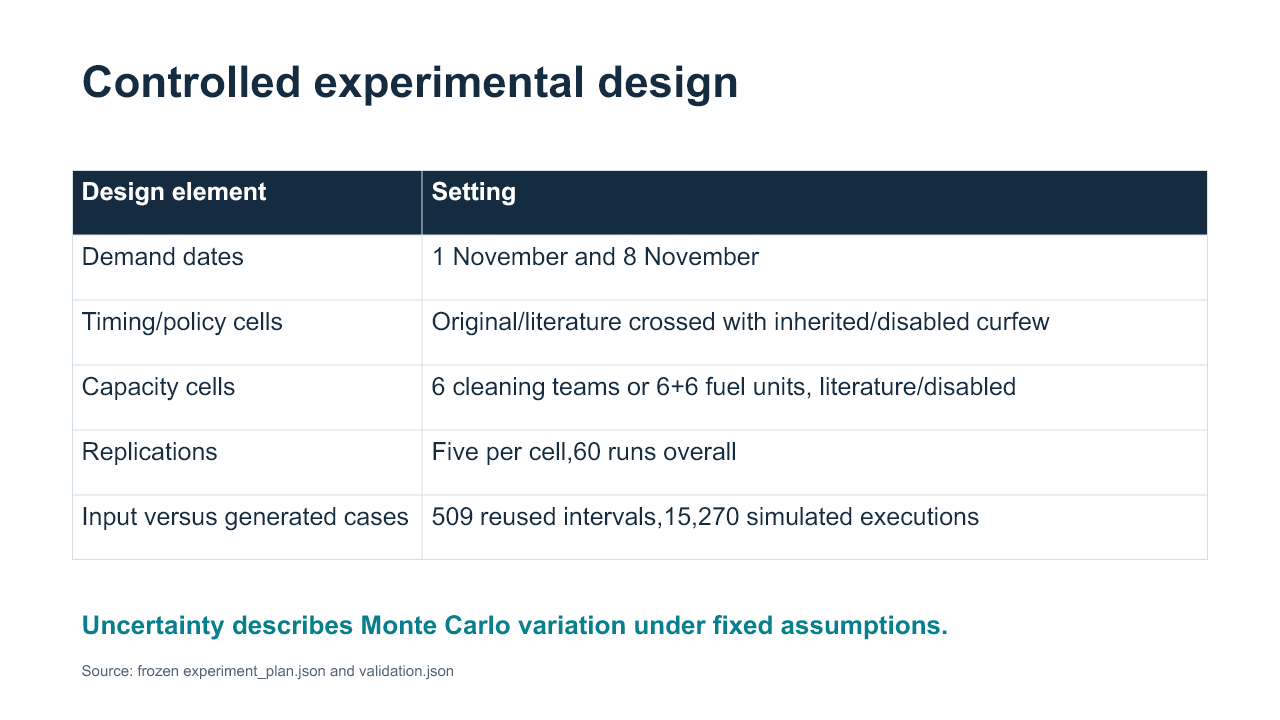 Controlled experimental design
Design element
Setting
Demand dates
1 November and 8 November
Timing/policy cells
Original/literature crossed with inherited/disabled curfew
Capacity cells
6 cleaning teams or 6+6 fuel units, literature/disabled
Replications
Five per cell,60 runs overall
Input versus generated cases
509 reused intervals,15,270 simulated executions
Uncertainty describes Monte Carlo variation under fixed assumptions.
Source: frozen experiment_plan.json and validation.json